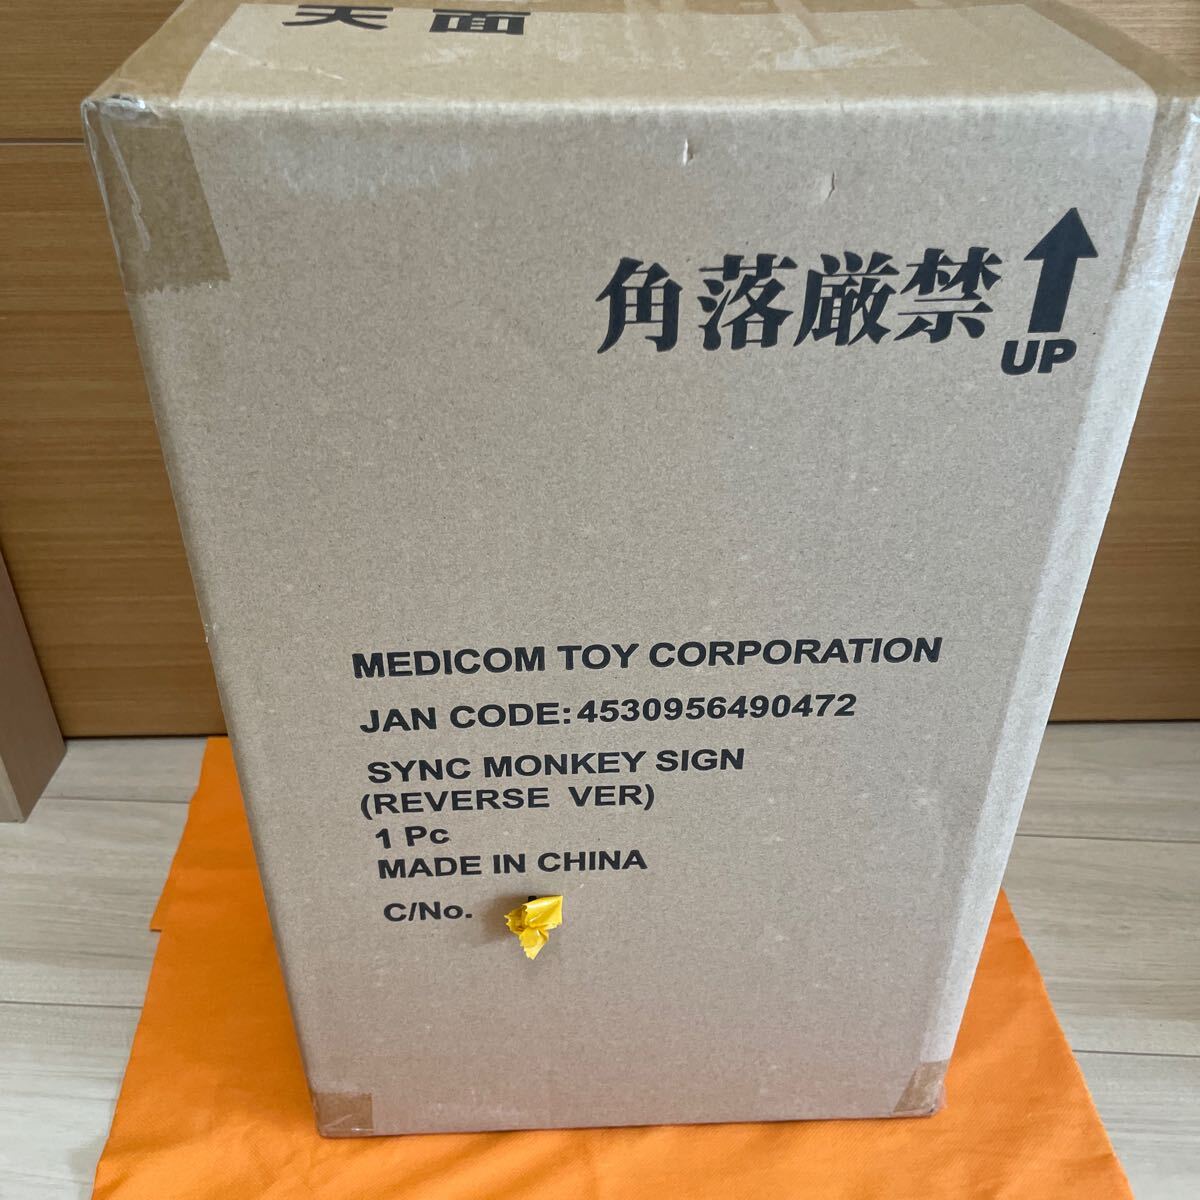 天面
角落厳禁
UP
MEDICOM TOY CORPORATION
JAN CODE:4530956490472
SYNC MONKEY SIGN
(REVERSE VER)
1 Pc
MADE IN CHINA
C/No.